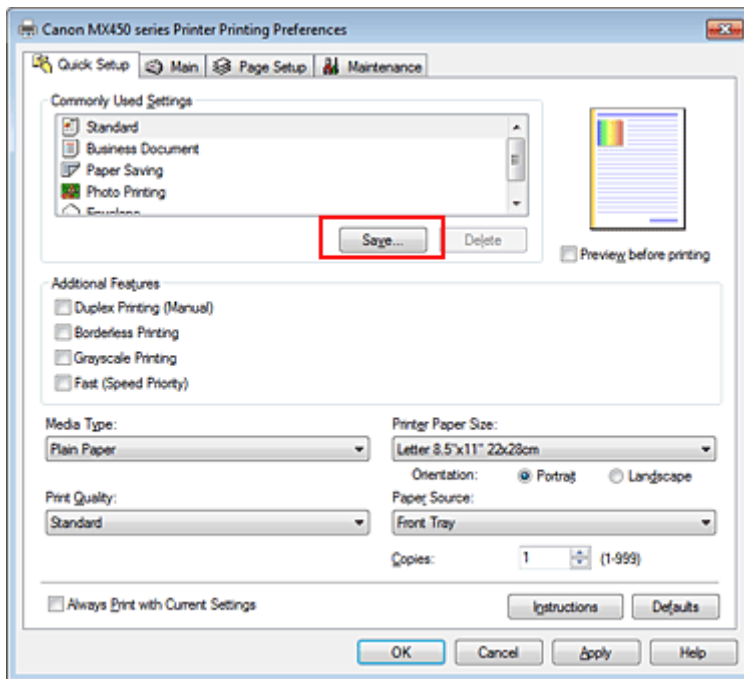 Canon MX450 series Printer Printing Preferences
Quick Setup Main Page Setup Maintenance
Commonly Used Settings
Standard
Business Document
Paper Saving
Photo Printing
Envelope
Save... Delete
Preview before printing
Additional Features
Duplex Printing (Manual)
Borderless Printing
Grayscale Printing
Fast (Speed Priority)
Media Type: Printer Paper Size:
Plain Paper Letter 8.5"x11" 22x28cm
Orientation: Portrait Landscape
Print Quality: Paper Source:
Standard Front Tray
Copies: 1 (1-999)
Always Print with Current Settings Instructions Defaults
OK Cancel Apply Help